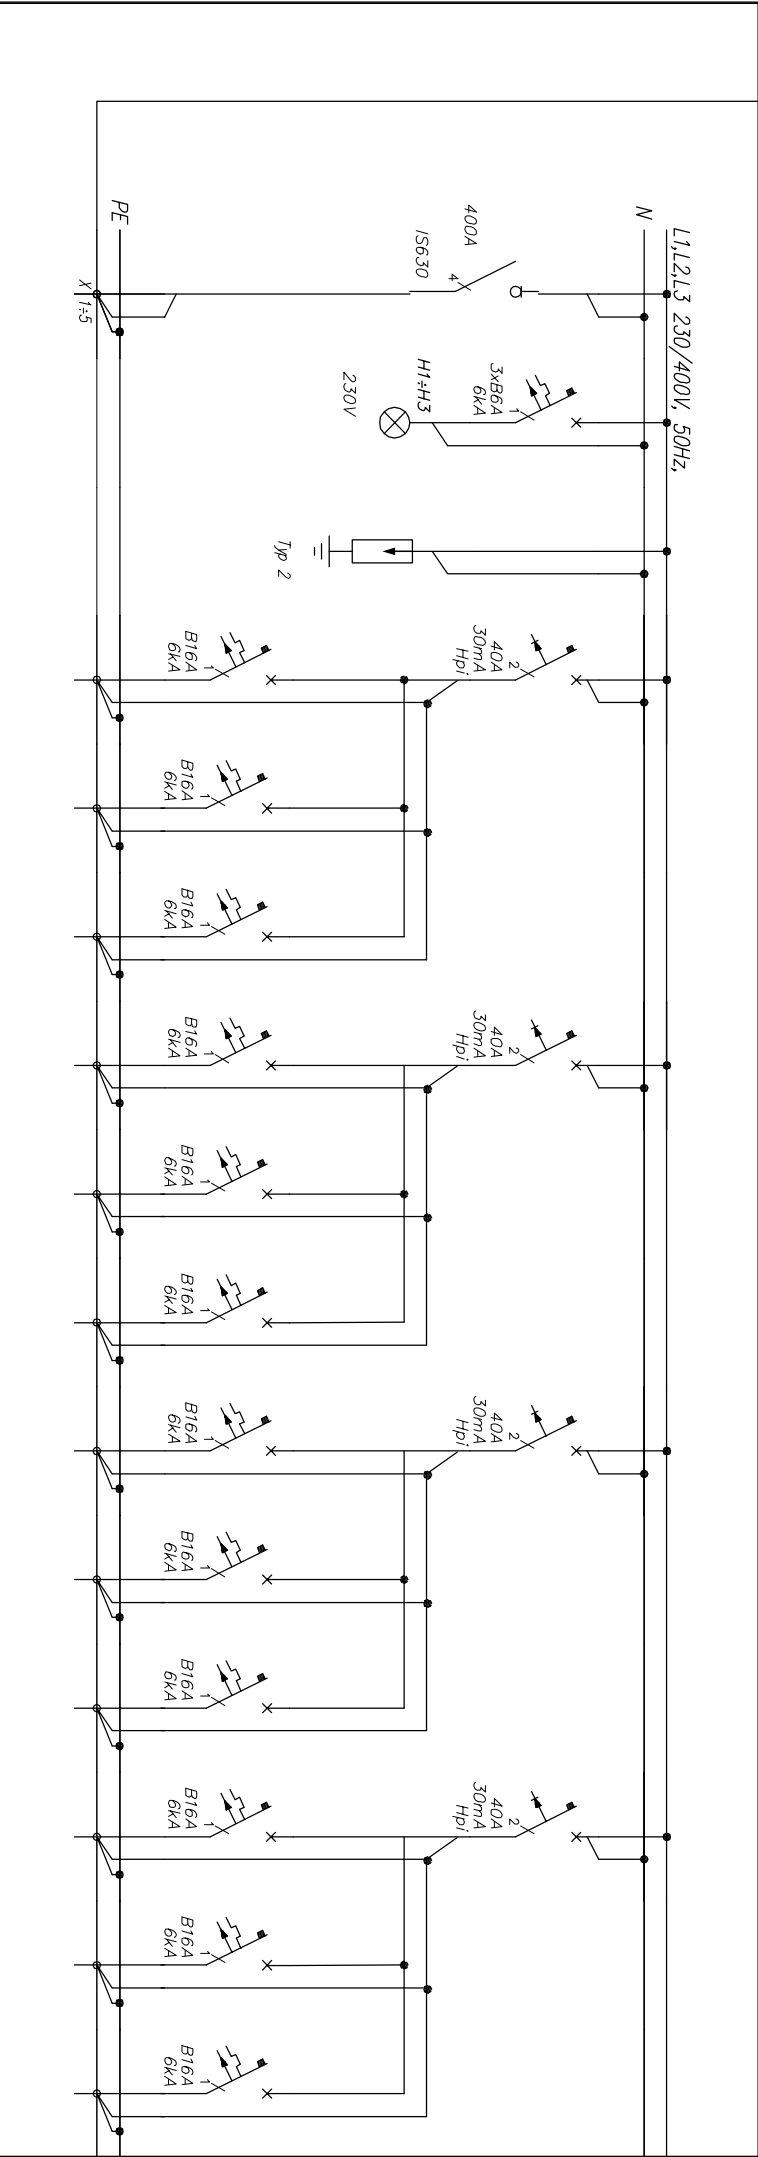 L1,L2,L3 230/400V, 50Hz,
N
PE
400A
IS630
4
X 1÷5
3xB6A
6kA
1
H1÷H3
230V
Typ 2
40A
30mA
Hpi
2
B16A
6kA
1
B16A
6kA
1
B16A
6kA
1
40A
30mA
Hpi
2
B16A
6kA
1
B16A
6kA
1
B16A
6kA
1
40A
30mA
Hpi
2
B16A
6kA
1
B16A
6kA
1
B16A
6kA
1
40A
30mA
Hpi
2
B16A
6kA
1
B16A
6kA
1
B16A
6kA
1